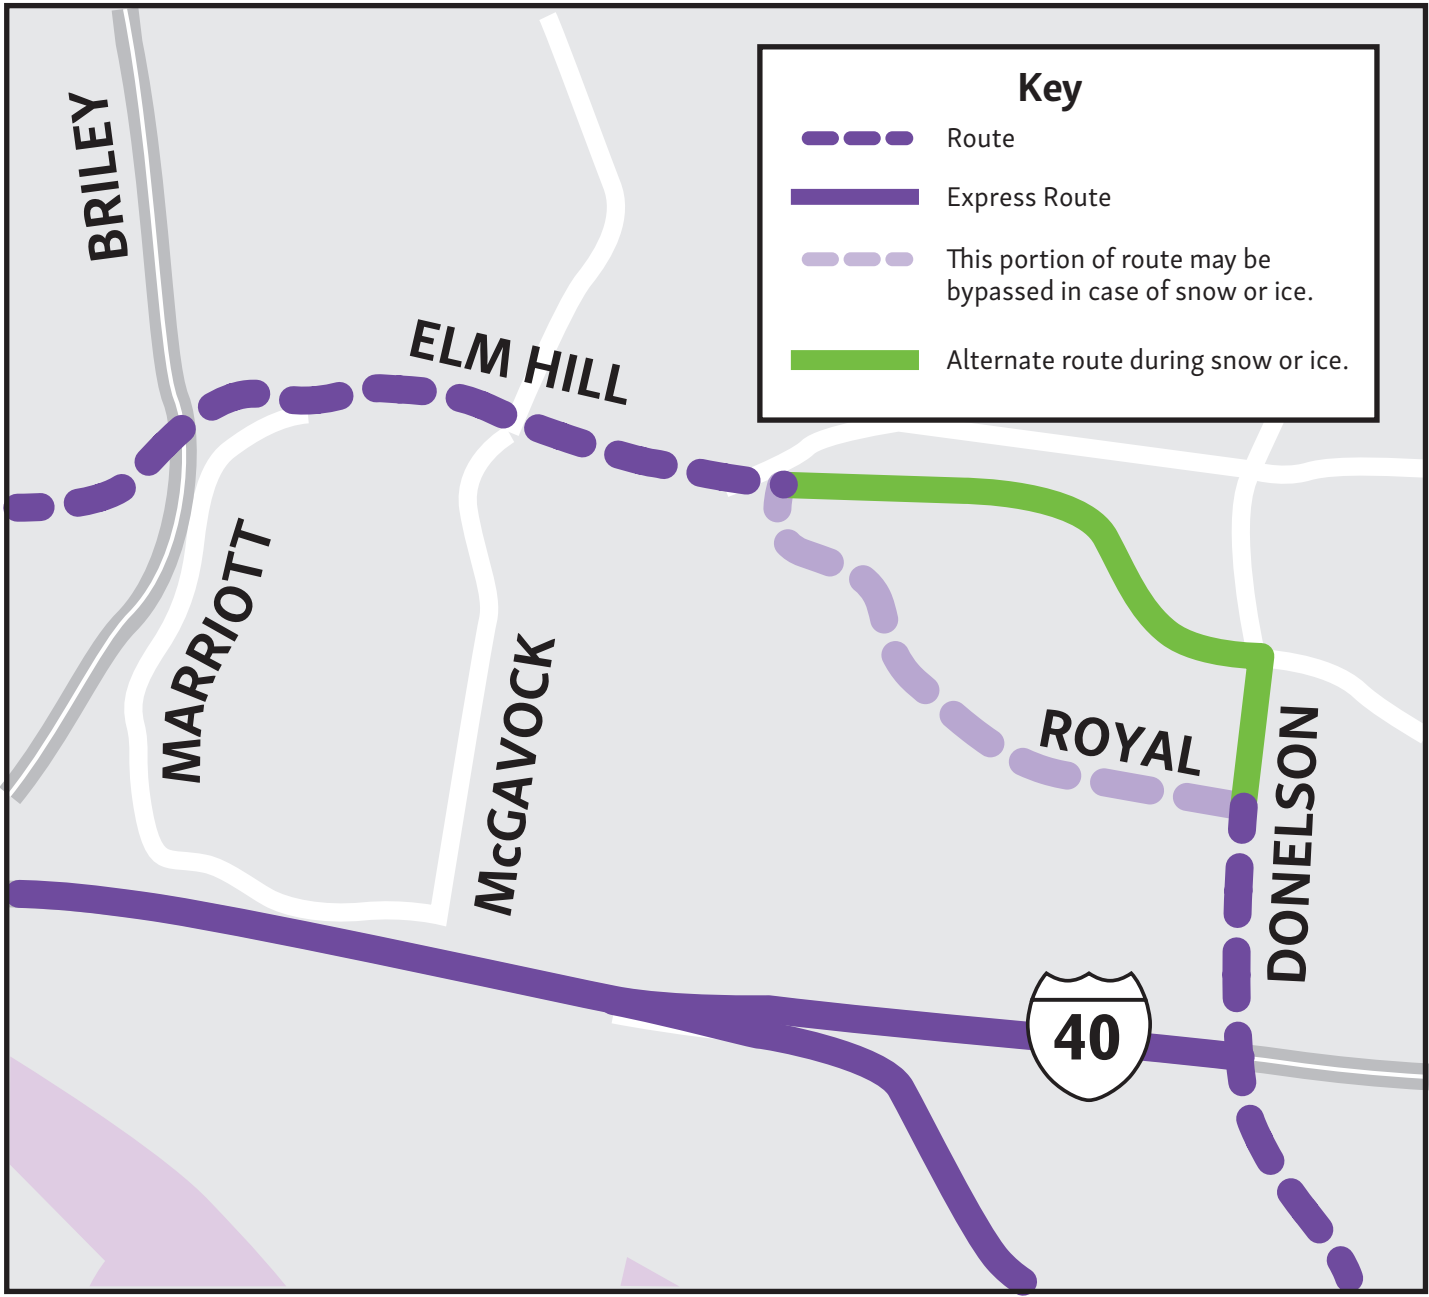 Key
Route
Express Route
This portion of route may be
bypassed in case of snow or ice.
Alternate route during snow or ice.
BRILEY
ELM HILL
MARRIOTT
McGAVOCK
ROYAL
DONELSON
40